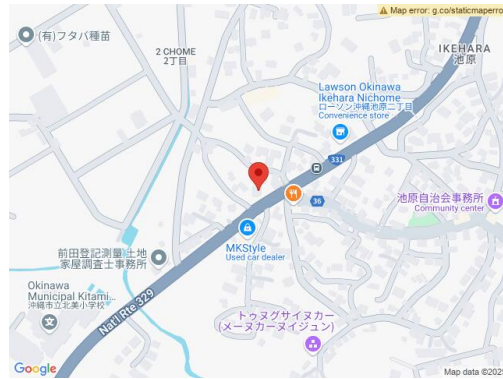 Map error: g.co/staticmaperro
(有)フタバ種苗
2 CHOME
2丁目
IKEHARA
池原
Lawson Okinawa
Ikehara Nichome
ローソン沖縄池原二丁目
Convenience store
331
36
池原自治会事務所
Community center
MKStyle
Used car dealer
前田登記測量 土地
家屋調査士事務所
Nat'l Rte 329
Okinawa
Municipal Kitami...
沖縄市立北美小学校
トゥヌグサイヌカー
(メーヌカーヌイジュン)
Google
Map data ©202